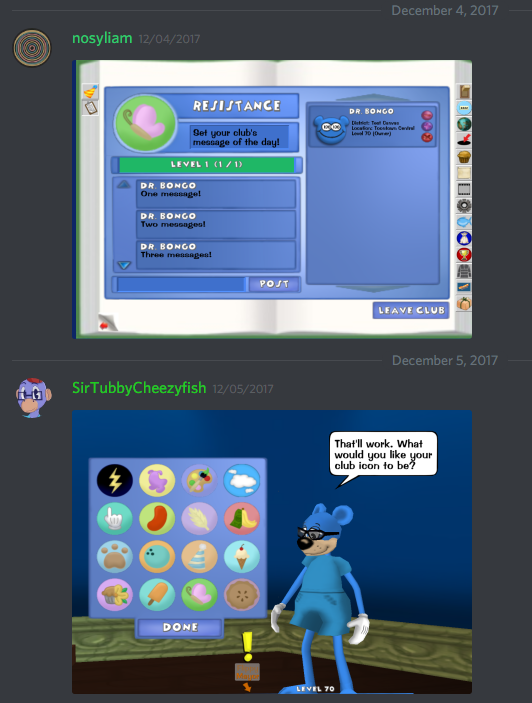 December 4, 2017
nosyliam 12/04/2017
RESISTANCE
Set your club's
message of the day!
LEVEL 1 (1 / 1)
DR. BONGO
One message!
DR. BONGO
Two messages!
DR. BONGO
Three messages!
POST
DR. BONGO
Location: Toontown Central
Level 70 (Owner)
LEAVE CLUB
December 5, 2017
SirTubbyCheezyfish 12/05/2017
That'll work. What
would you like your
club icon to be?
DONE
LEVEL 70